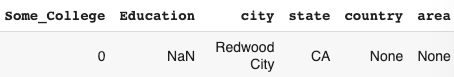 Some_College Education city state country area
0 NaN Redwood City CA None None